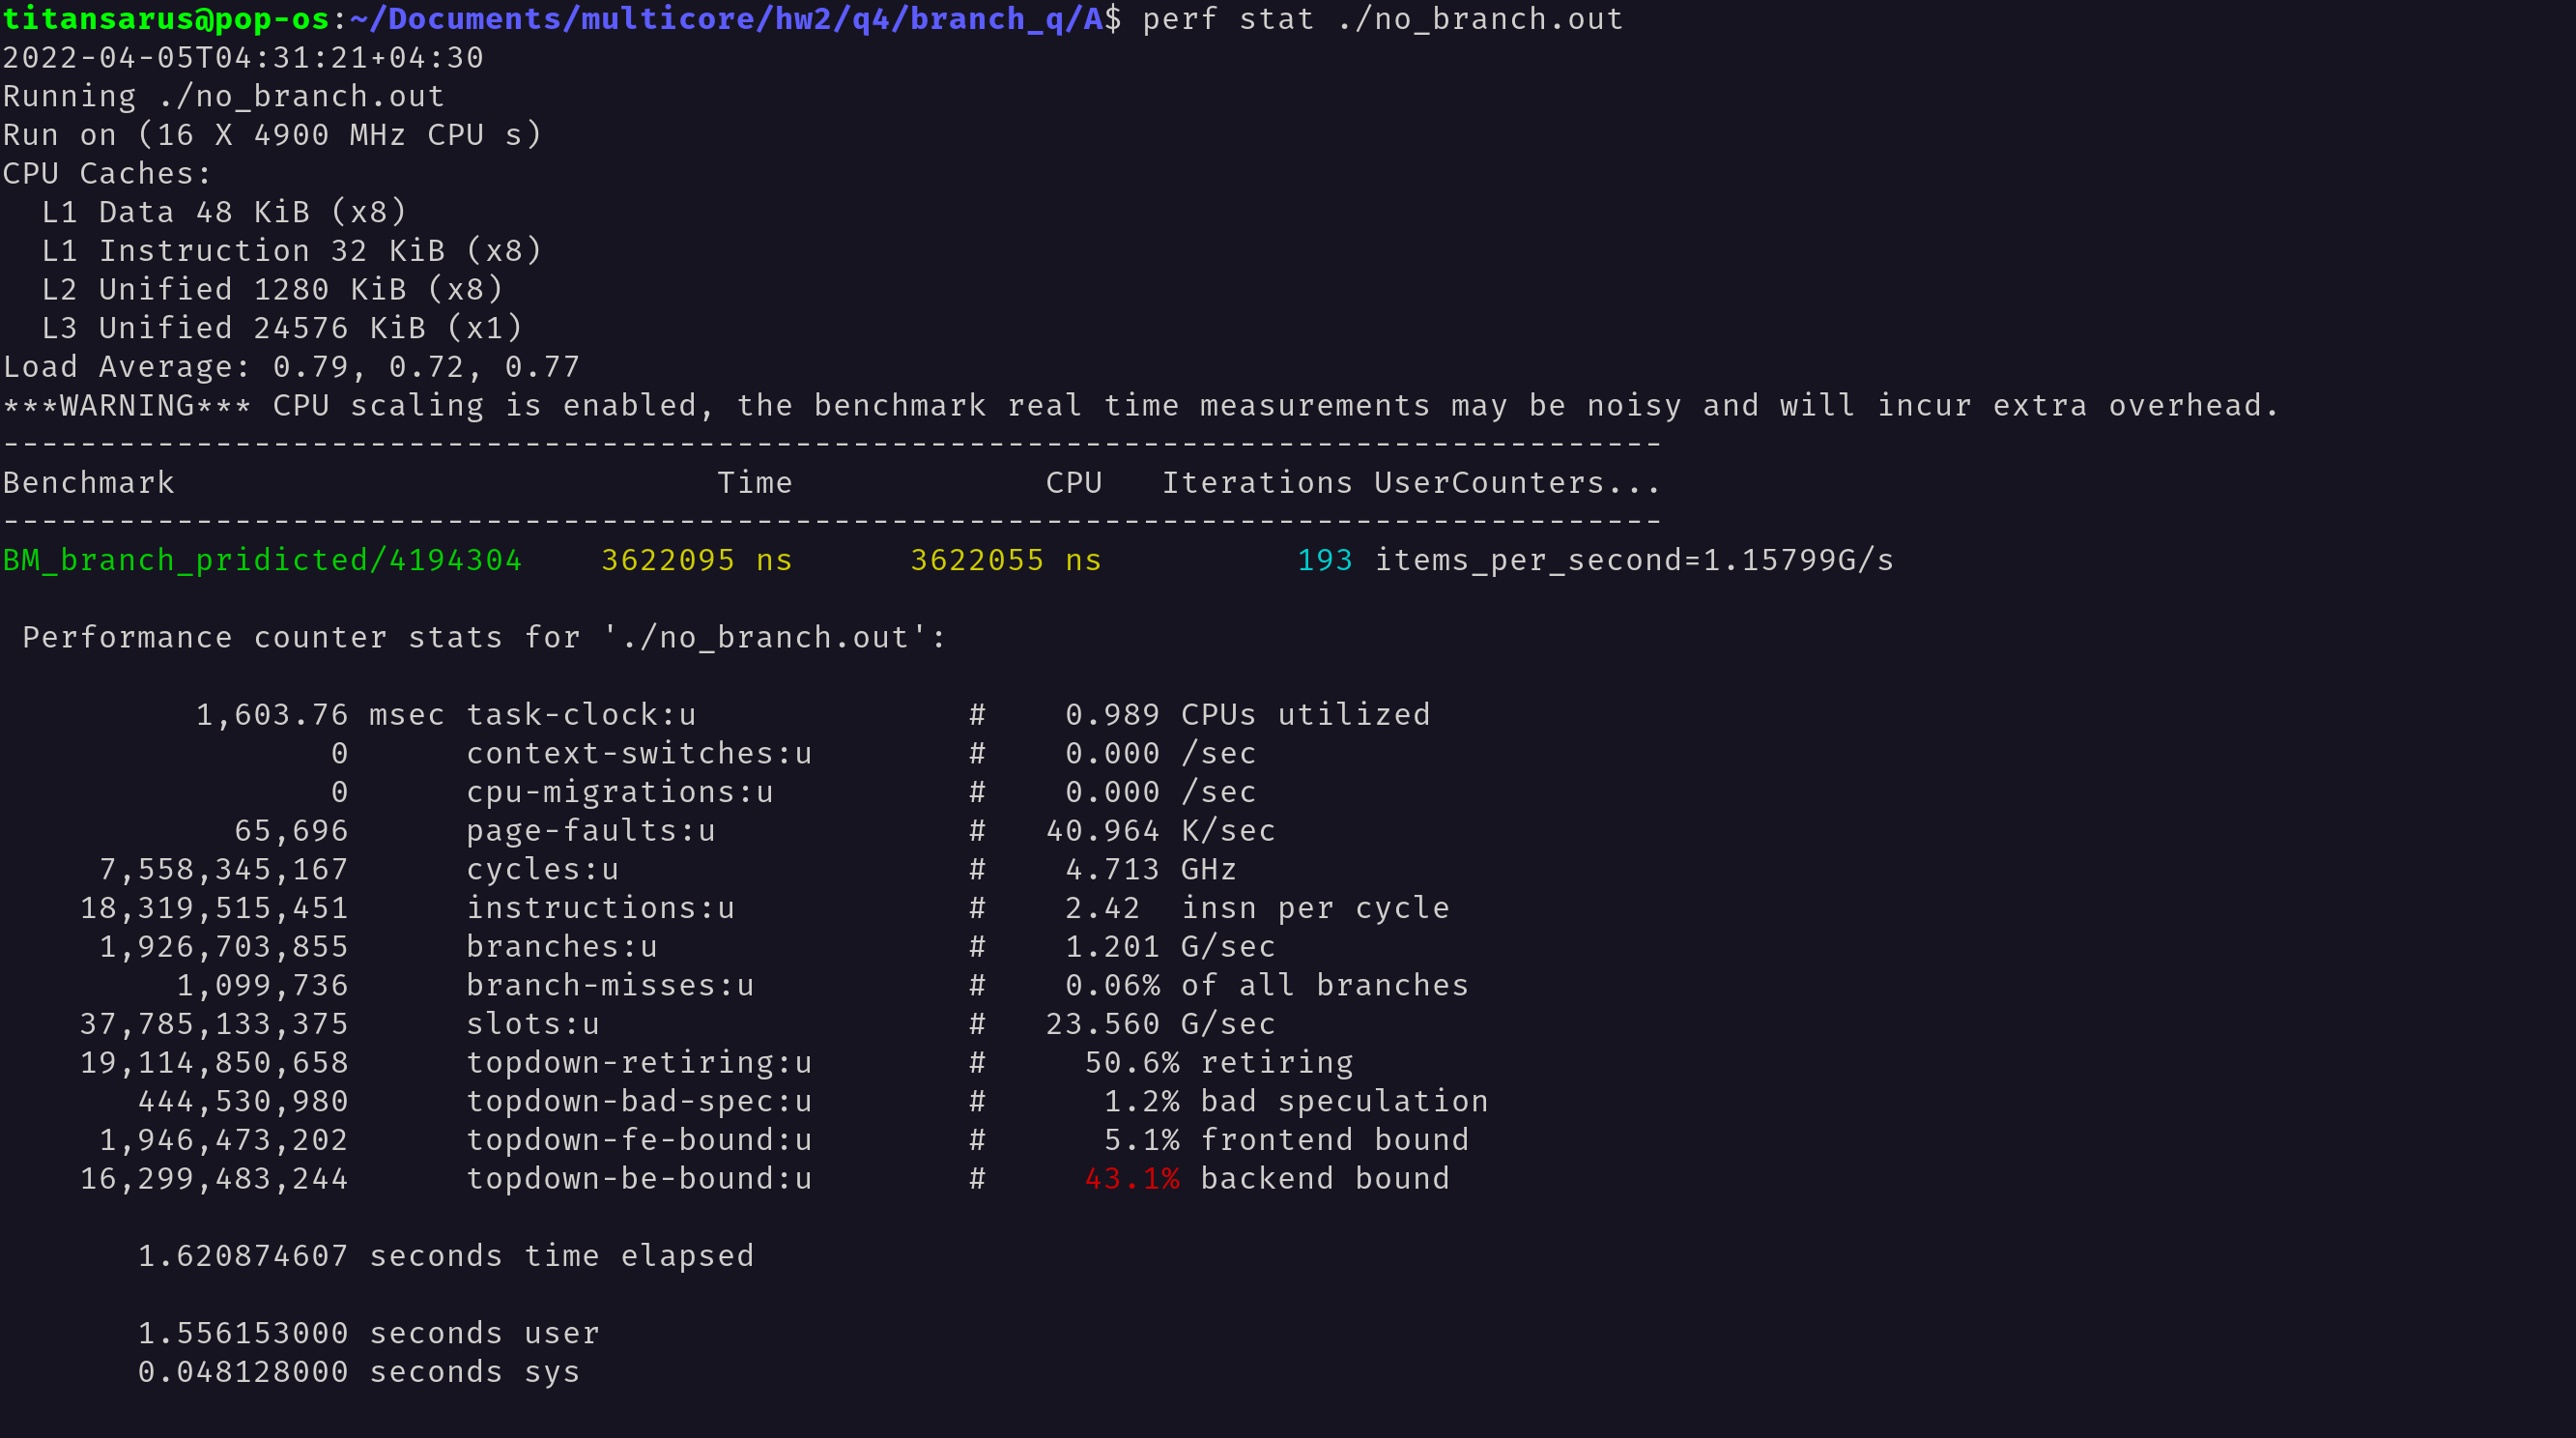 titansarus@pop-os:~/Documents/multicore/hw2/q4/branch_q/A$ perf stat ./no_branch.out
2022-04-05T04:31:21+04:30
Running ./no_branch.out
Run on (16 X 4900 MHz CPU s)
CPU Caches:
  L1 Data 48 KiB (x8)
  L1 Instruction 32 KiB (x8)
  L2 Unified 1280 KiB (x8)
  L3 Unified 24576 KiB (x1)
Load Average: 0.79, 0.72, 0.77
***WARNING*** CPU scaling is enabled, the benchmark real time measurements may be noisy and will incur extra overhead.
--------------------------------------------------------------------------------------
Benchmark                            Time             CPU   Iterations UserCounters...
--------------------------------------------------------------------------------------
BM_branch_pridicted/4194304    3622095 ns      3622055 ns          193 items_per_second=1.15799G/s
 Performance counter stats for './no_branch.out':
          1,603.76 msec task-clock:u              #    0.989 CPUs utilized
                 0      context-switches:u        #    0.000 /sec
                 0      cpu-migrations:u          #    0.000 /sec
            65,696      page-faults:u             #   40.964 K/sec
     7,558,345,167      cycles:u                  #    4.713 GHz
    18,319,515,451      instructions:u            #    2.42  insn per cycle
     1,926,703,855      branches:u                #    1.201 G/sec
         1,099,736      branch-misses:u           #    0.06% of all branches
    37,785,133,375      slots:u                   #   23.560 G/sec
    19,114,850,658      topdown-retiring:u        #     50.6% retiring
       444,530,980      topdown-bad-spec:u        #      1.2% bad speculation
     1,946,473,202      topdown-fe-bound:u        #      5.1% frontend bound
    16,299,483,244      topdown-be-bound:u        #     43.1% backend bound
       1.620874607 seconds time elapsed
       1.556153000 seconds user
       0.048128000 seconds sys